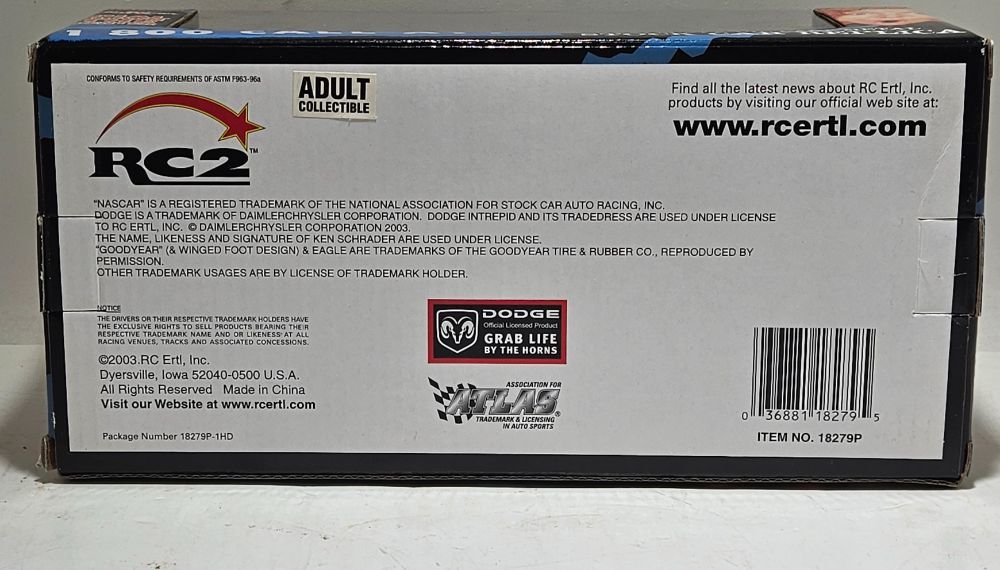 1 800 CALL
CONFORMS TO SAFETY REQUIREMENTS OF ASTM F963-96a
ADULT
COLLECTIBLE
RC2™
Find all the latest news about RC Ertl, Inc.
products by visiting our official web site at:
www.rcertl.com
"NASCAR" IS A REGISTERED TRADEMARK OF THE NATIONAL ASSOCIATION FOR STOCK CAR AUTO RACING, INC.
DODGE IS A TRADEMARK OF DAIMLERCHRYSLER CORPORATION. DODGE INTREPID AND ITS TRADEDRESS ARE USED UNDER LICENSE
TO RC ERTL, INC. © DAIMLERCHRYSLER CORPORATION 2003.
THE NAME, LIKENESS AND SIGNATURE OF KEN SCHRADER ARE USED UNDER LICENSE.
"GOODYEAR" (& WINGED FOOT DESIGN) & EAGLE ARE TRADEMARKS OF THE GOODYEAR TIRE & RUBBER CO., REPRODUCED BY
PERMISSION.
OTHER TRADEMARK USAGES ARE BY LICENSE OF TRADEMARK HOLDER.
NOTICE
THE DRIVERS OR THEIR RESPECTIVE TRADEMARK HOLDERS HAVE
THE EXCLUSIVE RIGHTS TO SELL PRODUCTS BEARING THEIR
RESPECTIVE TRADEMARK NAME AND OR LIKENESS AT ALL
RACING VENUES, TRACKS AND ASSOCIATED CONCESSIONS.
©2003.RC Ertl, Inc.
Dyersville, Iowa 52040-0500 U.S.A.
All Rights Reserved Made in China
Visit our Website at www.rcertl.com
Package Number 18279P-1HD
DODGE
Official Licensed Product
GRAB LIFE
BY THE HORNS
ASSOCIATION FOR
ATLAS®
TRADEMARK & LICENSING
IN AUTO SPORTS
0 36881 18279 5
ITEM NO. 18279P